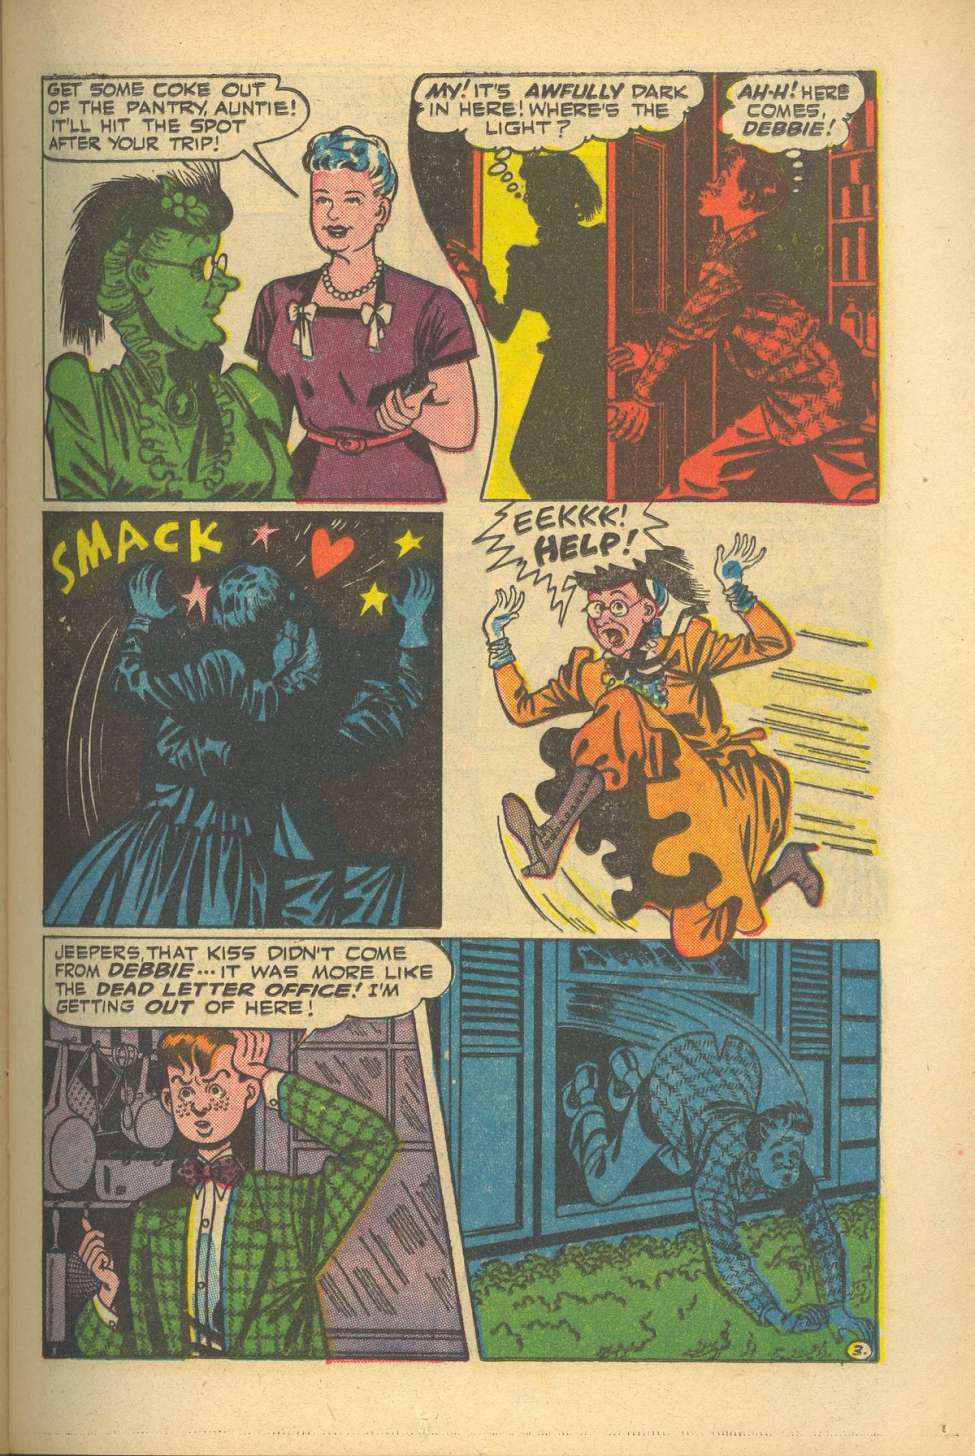 GET SOME COKE OUT
OF THE PANTRY, AUNTIE!
IT'LL HIT THE SPOT
AFTER YOUR TRIP!
MY! IT'S AWFULLY DARK
IN HERE! WHERE'S THE
LIGHT?
AH-H! HERE
COMES,
DEBBIE!
SMACK
EEKKK!
HELP!
JEEPERS, THAT KISS DIDN'T COME
FROM DEBBIE... IT WAS MORE LIKE
THE DEAD LETTER OFFICE! I'M
GETTING OUT OF HERE!
3.